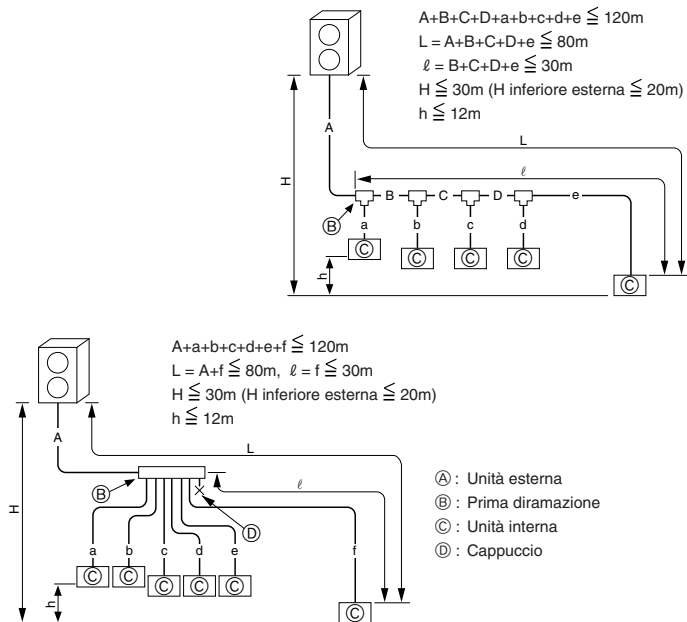 A+B+C+D+a+b+c+d+e ≦ 120m
L = A+B+C+D+e ≦ 80m
ℓ = B+C+D+e ≦ 30m
H ≦ 30m (H inferiore esterna ≦ 20m)
h ≦ 12m
A
L
H
ℓ
B C D e
Ⓑ
a b c d
Ⓒ Ⓒ Ⓒ Ⓒ
h
Ⓒ
A+a+b+c+d+e+f ≦ 120m
L = A+f ≦ 80m, ℓ = f ≦ 30m
H ≦ 30m (H inferiore esterna ≦ 20m)
h ≦ 12m
A
L
H
Ⓑ
ℓ
Ⓓ
a b c d e f
Ⓒ Ⓒ Ⓒ Ⓒ Ⓒ
h
Ⓒ
Ⓐ : Unità esterna
Ⓑ : Prima diramazione
Ⓒ : Unità interna
Ⓓ : Cappuccio